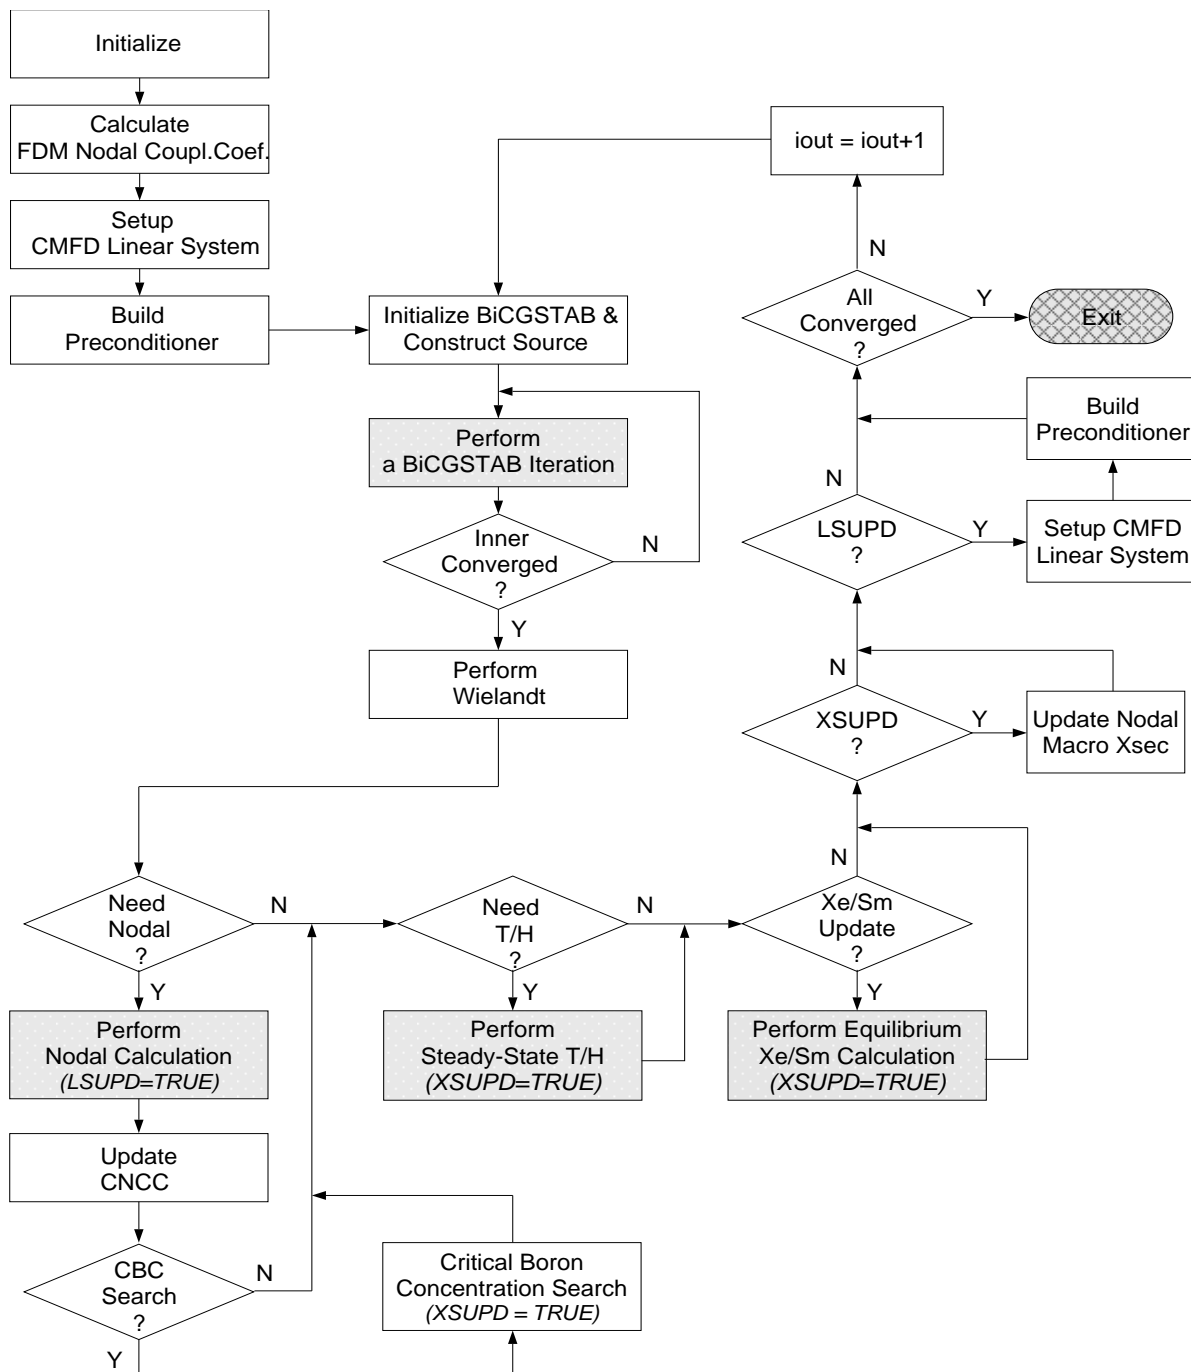 Initialize
Calculate
FDM Nodal Coupl.Coef.
Setup
CMFD Linear System
Build
Preconditioner
Initialize BiCGSTAB &
Construct Source
Perform
a BiCGSTAB Iteration
Inner
Converged
?
N
Y
Perform
Wielandt
iout = iout+1
N
All
Converged
?
Y
Exit
Build
Preconditioner
N
LSUPD
?
Y
Setup CMFD
Linear System
N
XSUPD
?
Y
Update Nodal
Macro Xsec
N
Need
Nodal
?
N
Y
Need
T/H
?
N
Y
Xe/Sm
Update
?
Y
Perform
Nodal Calculation
(LSUPD=TRUE)
Perform
Steady-State T/H
(XSUPD=TRUE)
Perform Equilibrium
Xe/Sm Calculation
(XSUPD=TRUE)
Update
CNCC
CBC
Search
?
N
Y
Critical Boron
Concentration Search
(XSUPD = TRUE)